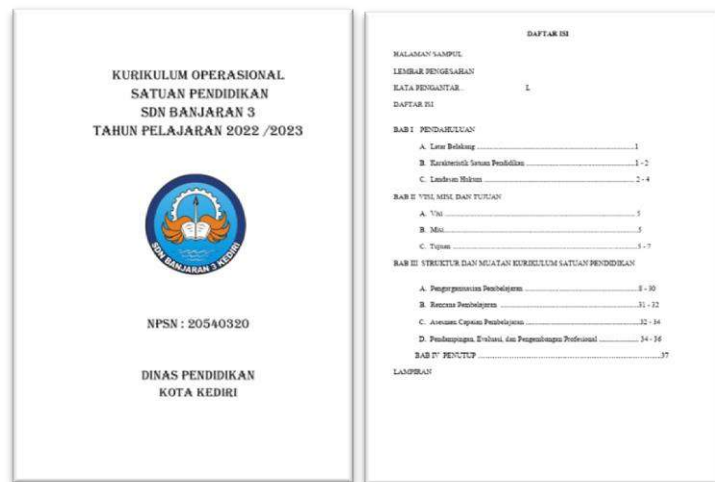 KURIKULUM OPERASIONAL
SATUAN PENDIDIKAN
SDN BANJARAN 3
TAHUN PELAJARAN 2022 /2023
SDN BANJARAN 3 KEDIRI
NPSN : 20540320
DINAS PENDIDIKAN
KOTA KEDIRI
DAFTAR ISI
HALAMAN SAMPUL
LEMBAR PENGESAHAN
KATA PENGANTAR.. i.
DAFTAR ISI
BAB I PENDAHULUAN
A. Latar Belakang ........................................1
B. Karakteristik Satuan Pendidikan ........................................1 - 2
C. Landasan Hukum ........................................ 2 - 4
BAB II VISI, MISI, DAN TUJUAN
A. Visi ........................................ 5
B. Misi ........................................5
C. Tujuan ........................................ 5 - 7
BAB III STRUKTUR DAN MUATAN KURIKULUM SATUAN PENDIDIKAN
A. Pengorganisasian Pembelajaran ........................................8 - 30
B. Rencana Pembelajaran ........................................31 - 32
C. Asesmen Capaian Pembelajaran ........................................32 - 34
D. Pendampingan, Evaluasi, dan Pengembangan Profesional .................... 34 - 36
BAB IV PENUTUP ........................................37
LAMPIRAN